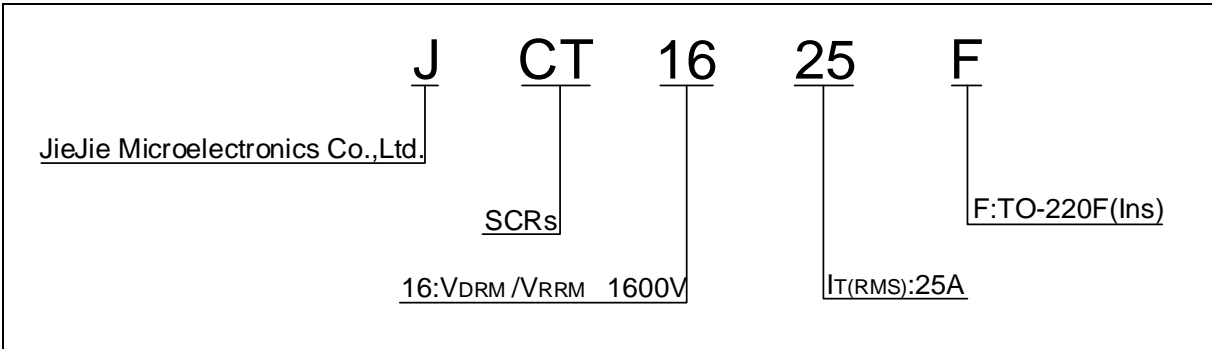 J CT 16 25 F
JieJie Microelectronics Co.,Ltd.
SCRs
F:TO-220F(Ins)
16:VDRM /VRRM 1600V
IT(RMS):25A